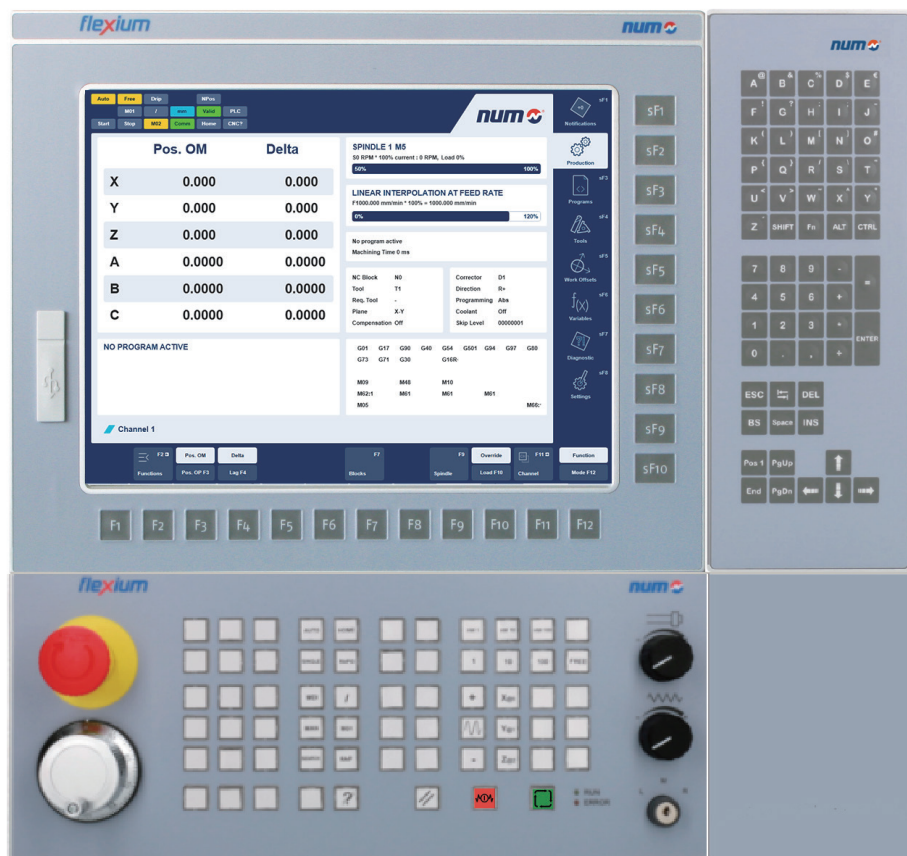 flexium
num
num
Auto Free Drip NPos
M01 / mm Valid PLC
Start Stop M02 Comm Home CNC?
num
Notifications sF1
Production
Programs sF3
Tools sF4
Work Offsets sF5
f(x) Variables sF6
Diagnostic sF7
Settings sF8
Pos. OM Delta
X 0.000 0.000
Y 0.000 0.000
Z 0.000 0.000
A 0.0000 0.0000
B 0.0000 0.0000
C 0.0000 0.0000
SPINDLE 1 M5
S0 RPM * 100% current : 0 RPM, Load 0%
50% 100%
LINEAR INTERPOLATION AT FEED RATE
F1000.000 mm/min * 100% = 1000.000 mm/min
0% 120%
No program active
Machining Time 0 ms
NC Block N0 Corrector D1
Tool T1 Direction R+
Req. Tool - Programming Abs
Plane X-Y Coolant Off
Compensation Off Skip Level 00000001
NO PROGRAM ACTIVE
G01 G17 G90 G40 G54 G501 G94 G97 G80
G73 G71 G30 G16R-
M09 M48 M10
M62:1 M61 M61 M61
M05 M66:-
Channel 1
F2 Pos. OM Delta F7 F9 Override F11 Function
Functions Pos. OP F3 Lag F4 Blocks Spindle Load F10 Channel Mode F12
sF1
sF2
sF3
sF4
sF5
sF6
sF7
sF8
sF9
sF10
F1 F2 F3 F4 F5 F6 F7 F8 F9 F10 F11 F12
A @ B & C % D $ E €
F ! G ? H : I ; J
K ( L ) M [ N ] O #
P { Q } R / S \ T
U < V > W X ^ Y
Z SHIFT Fn ALT CTRL
7 8 9 - =
4 5 6 +
1 2 3 * ENTER
0 . , ÷
ESC DEL
BS Space INS
Pos 1 PgUp
End PgDn
flexium
num
AUTO HOME
SINGLE RAPID
1 10 100 FREE
/
+ X
Y
- Z
?
RUN
ERROR